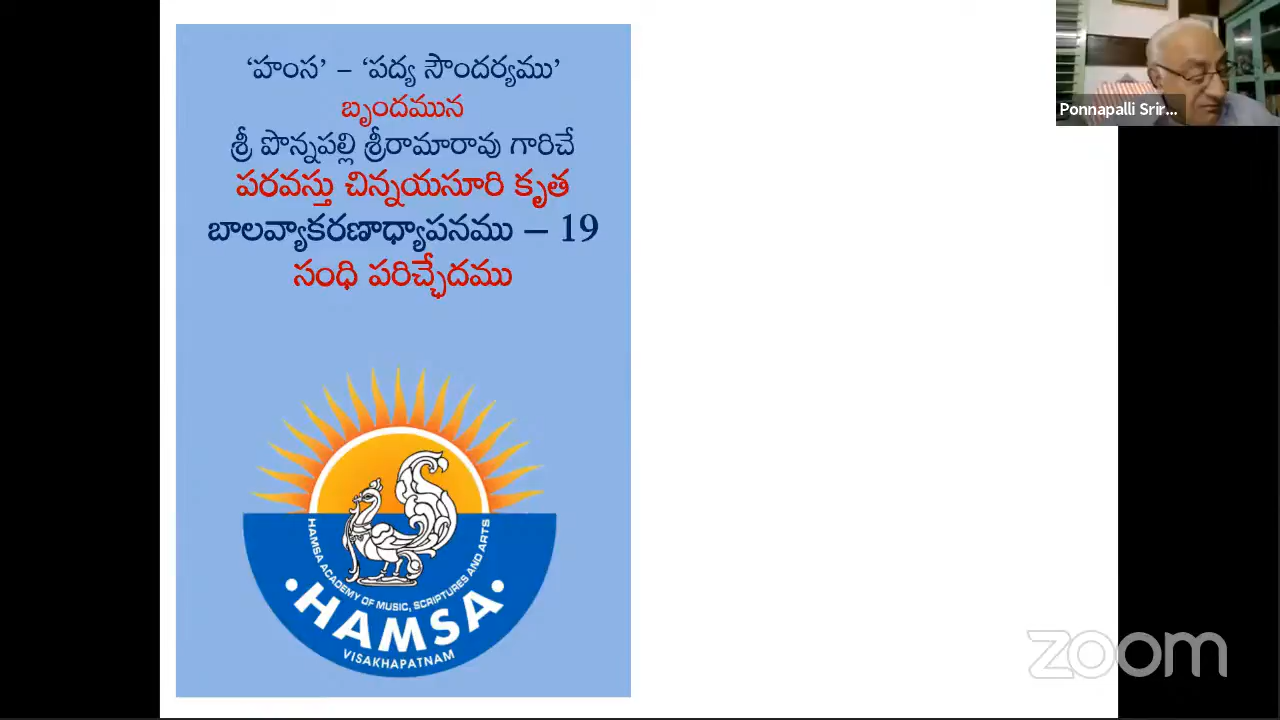 ‘హంస’ – ‘పద్య సౌందర్యము’
బృందమున
శ్రీ పొన్నపల్లి శ్రీరామారావు గారిచే
పరవస్తు చిన్నయసూరి కృత
బాలవ్యాకరణాధ్యాపనము – 19
సంధి పరిచ్ఛేదము
HAMSA ACADEMY OF MUSIC, SCRIPTURES AND ARTS
• HAMSA •
VISAKHAPATNAM
Ponnapalli Srir...
zoom